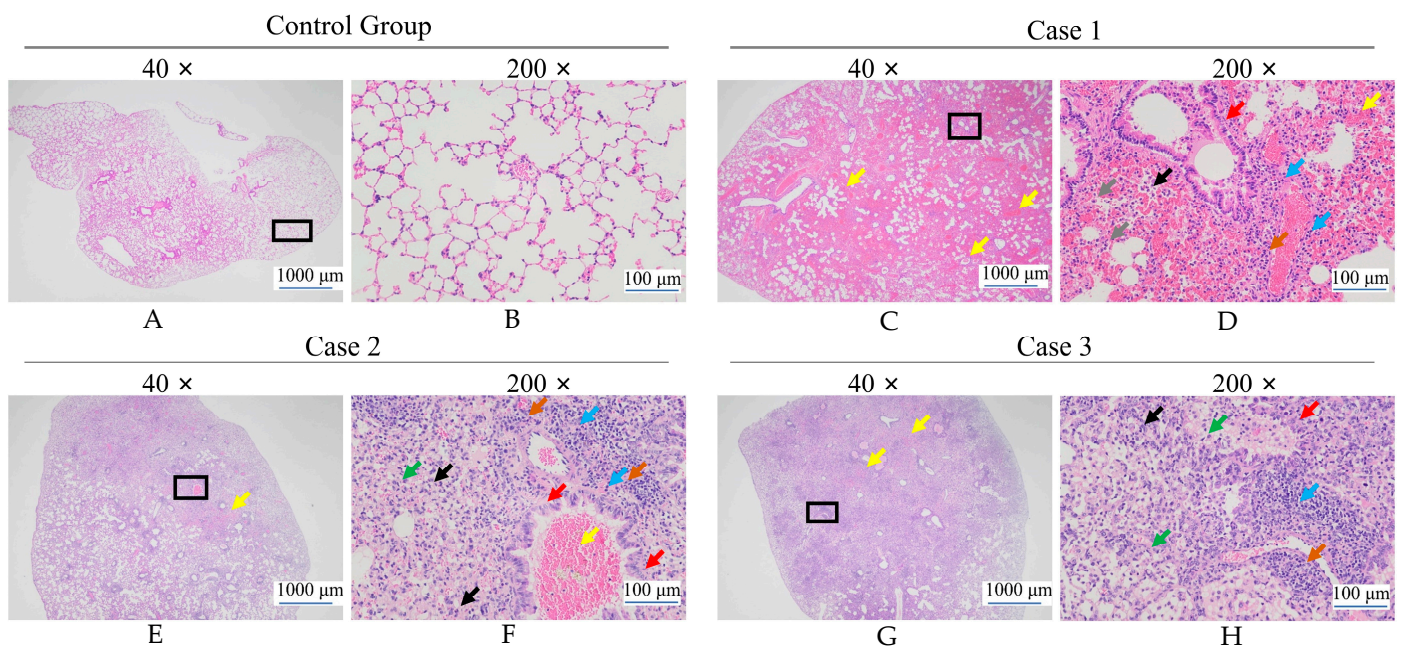 Control Group
Case 1
40 ×
200 ×
40 ×
200 ×
1000 μm
100 μm
1000 μm
100 μm
A
B
C
D
Case 2
Case 3
40 ×
200 ×
40 ×
200 ×
1000 μm
100 μm
1000 μm
100 μm
E
F
G
H